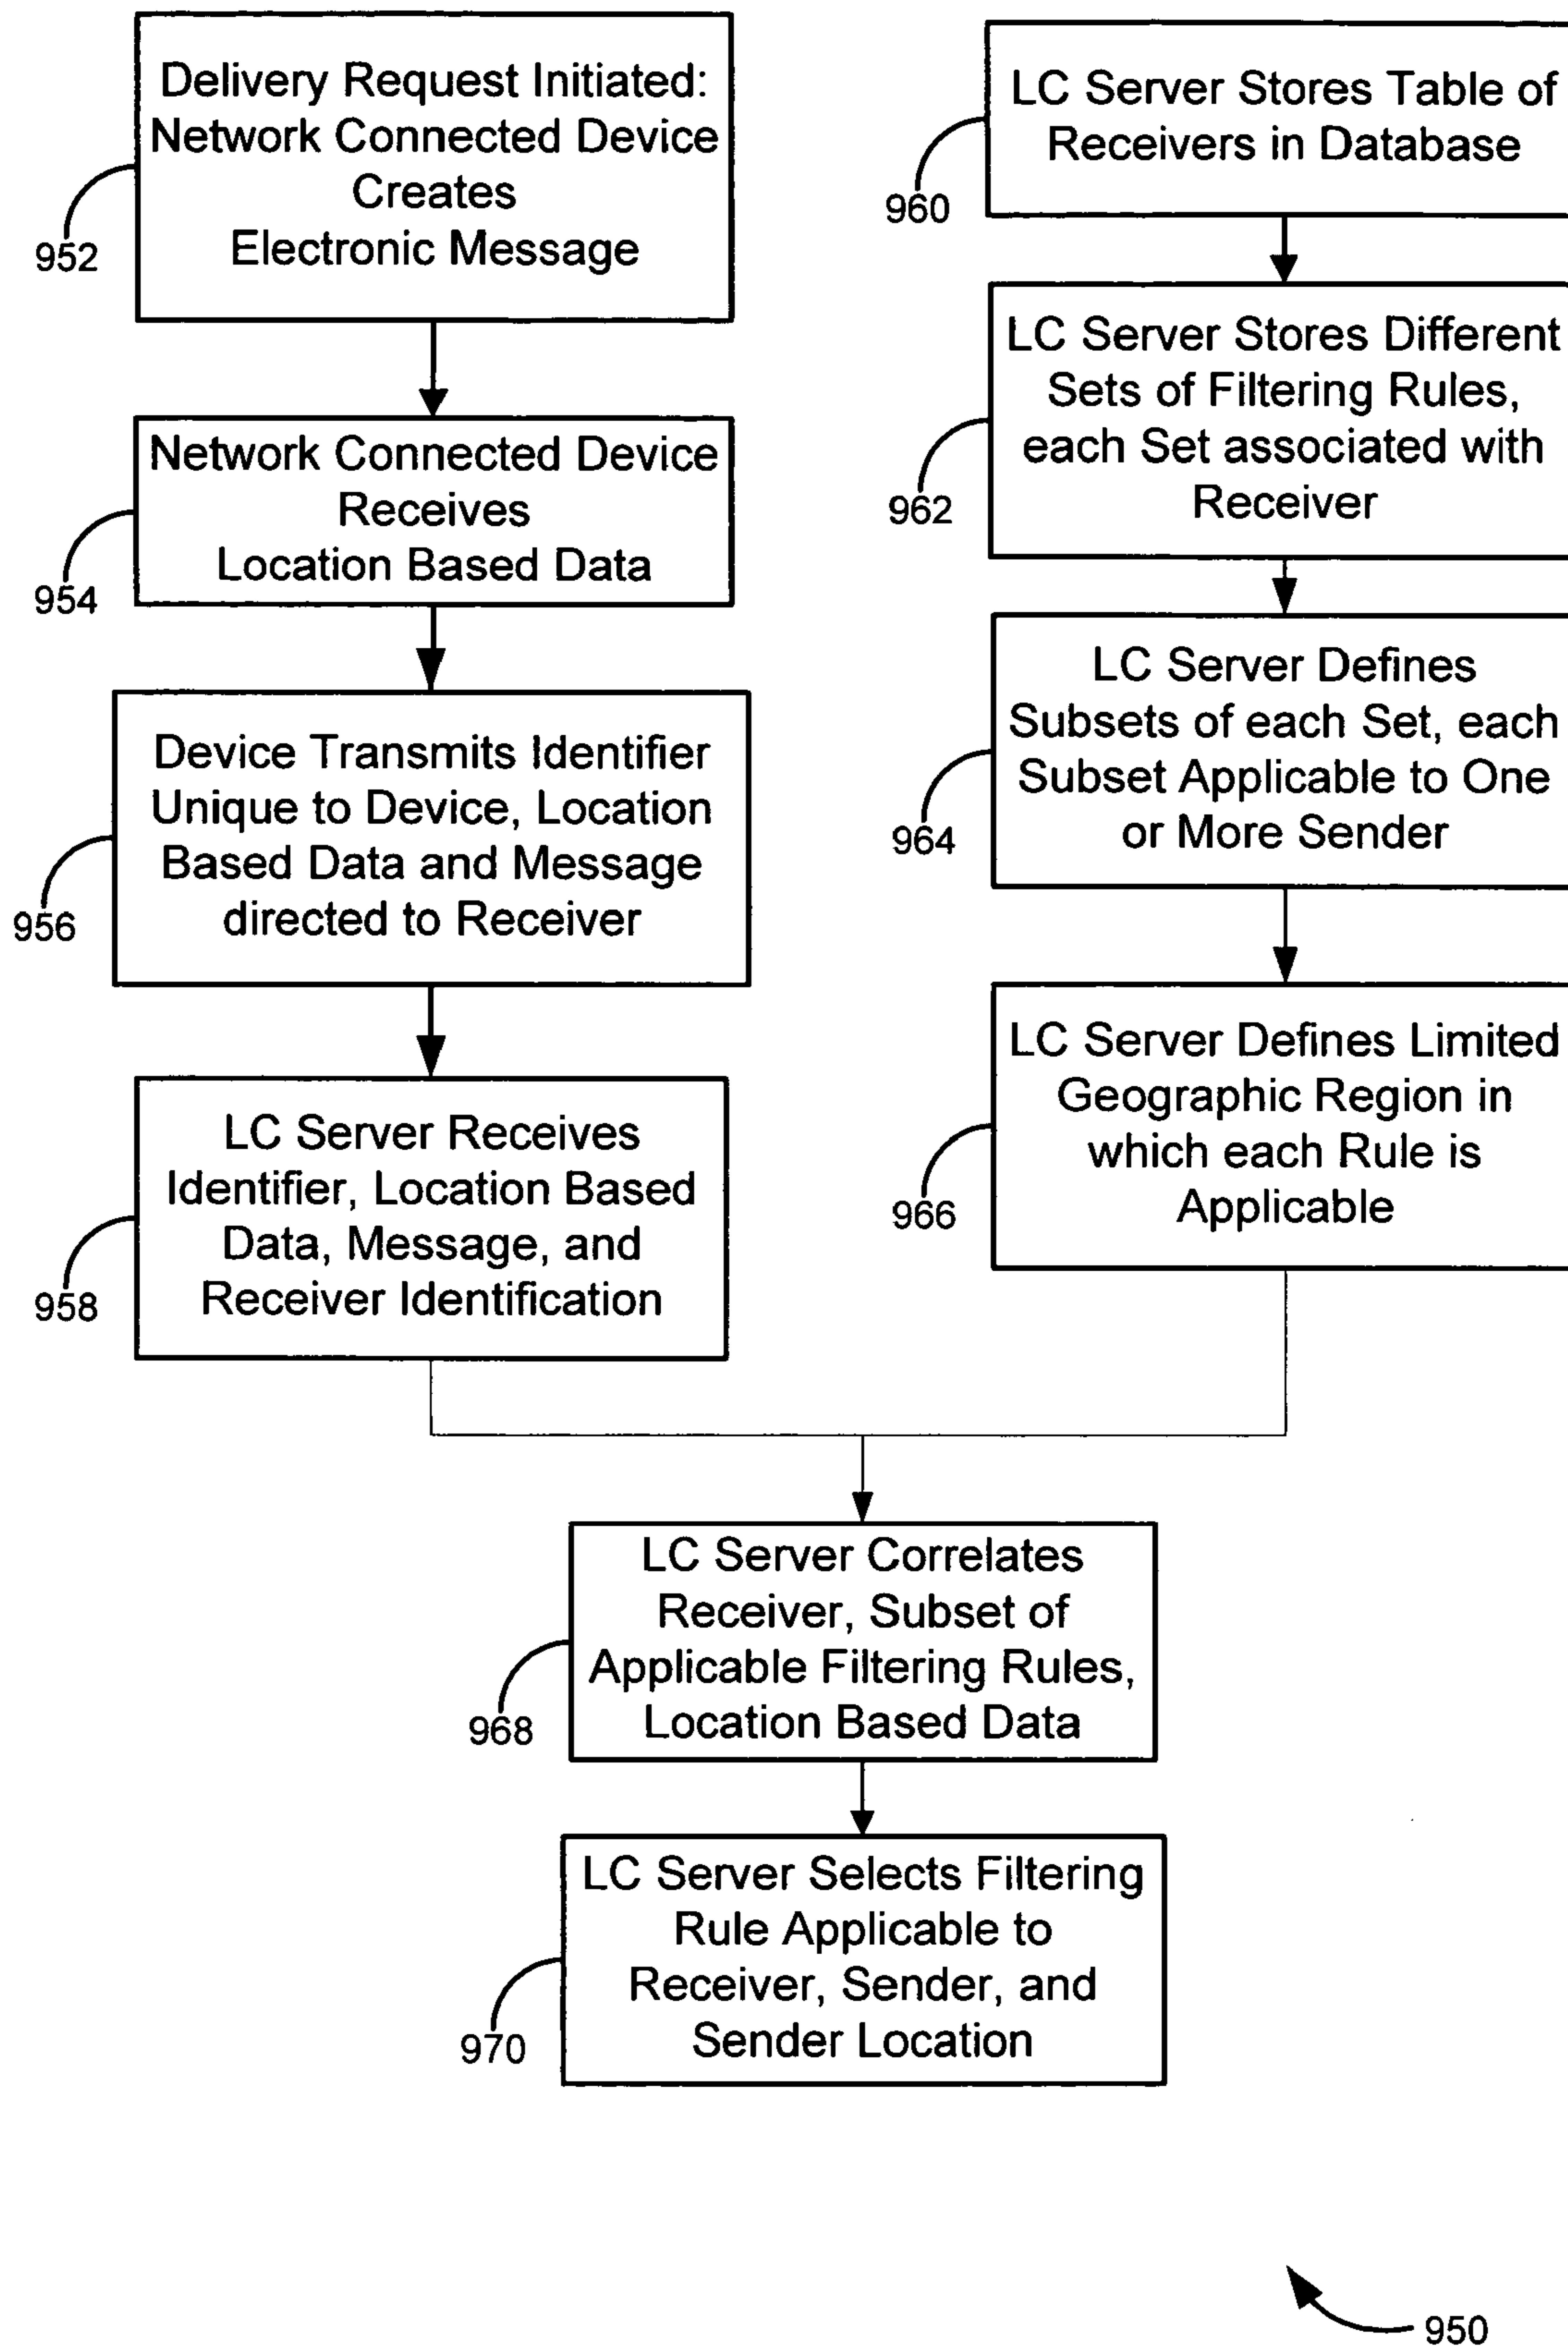 Delivery Request Initiated:
Network Connected Device
Creates
Electronic Message
952
Network Connected Device
Receives
Location Based Data
954
Device Transmits Identifier
Unique to Device, Location
Based Data and Message
directed to Receiver
956
LC Server Receives
Identifier, Location Based
Data, Message, and
Receiver Identification
958
LC Server Stores Table of
Receivers in Database
960
LC Server Stores Different
Sets of Filtering Rules,
each Set associated with
Receiver
962
LC Server Defines
Subsets of each Set, each
Subset Applicable to One
or More Sender
964
LC Server Defines Limited
Geographic Region in
which each Rule is
Applicable
966
LC Server Correlates
Receiver, Subset of
Applicable Filtering Rules,
Location Based Data
968
LC Server Selects Filtering
Rule Applicable to
Receiver, Sender, and
Sender Location
970
950